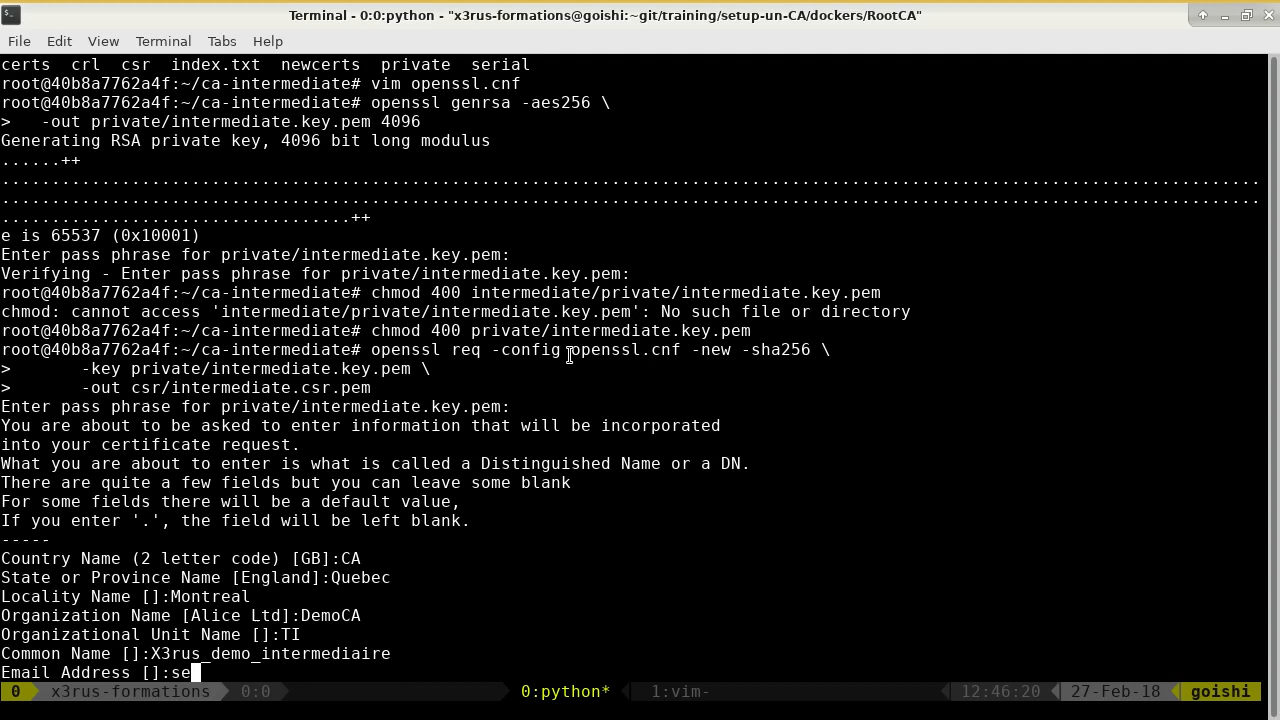 Terminal - 0:0:python - "x3rus-formations@goishi:~git/training/setup-un-CA/dockers/RootCA"
File Edit View Terminal Tabs Help
certs crl csr index.txt newcerts private serial
root@40b8a7762a4f:~/ca-intermediate# vim openssl.cnf
root@40b8a7762a4f:~/ca-intermediate# openssl genrsa -aes256 \
>   -out private/intermediate.key.pem 4096
Generating RSA private key, 4096 bit long modulus
......++
..............................................................................................................................
..............................................................................................................................
...................................++
e is 65537 (0x10001)
Enter pass phrase for private/intermediate.key.pem:
Verifying - Enter pass phrase for private/intermediate.key.pem:
root@40b8a7762a4f:~/ca-intermediate# chmod 400 intermediate/private/intermediate.key.pem
chmod: cannot access 'intermediate/private/intermediate.key.pem': No such file or directory
root@40b8a7762a4f:~/ca-intermediate# chmod 400 private/intermediate.key.pem
root@40b8a7762a4f:~/ca-intermediate# openssl req -config openssl.cnf -new -sha256 \
>       -key private/intermediate.key.pem \
>       -out csr/intermediate.csr.pem
Enter pass phrase for private/intermediate.key.pem:
You are about to be asked to enter information that will be incorporated
into your certificate request.
What you are about to enter is what is called a Distinguished Name or a DN.
There are quite a few fields but you can leave some blank
For some fields there will be a default value,
If you enter '.', the field will be left blank.
-----
Country Name (2 letter code) [GB]:CA
State or Province Name [England]:Quebec
Locality Name []:Montreal
Organization Name [Alice Ltd]:DemoCA
Organizational Unit Name []:TI
Common Name []:X3rus_demo_intermediaire
Email Address []:se
0 x3rus-formations 0:0 0:python* 1:vim- 12:46:20 27-Feb-18 goishi